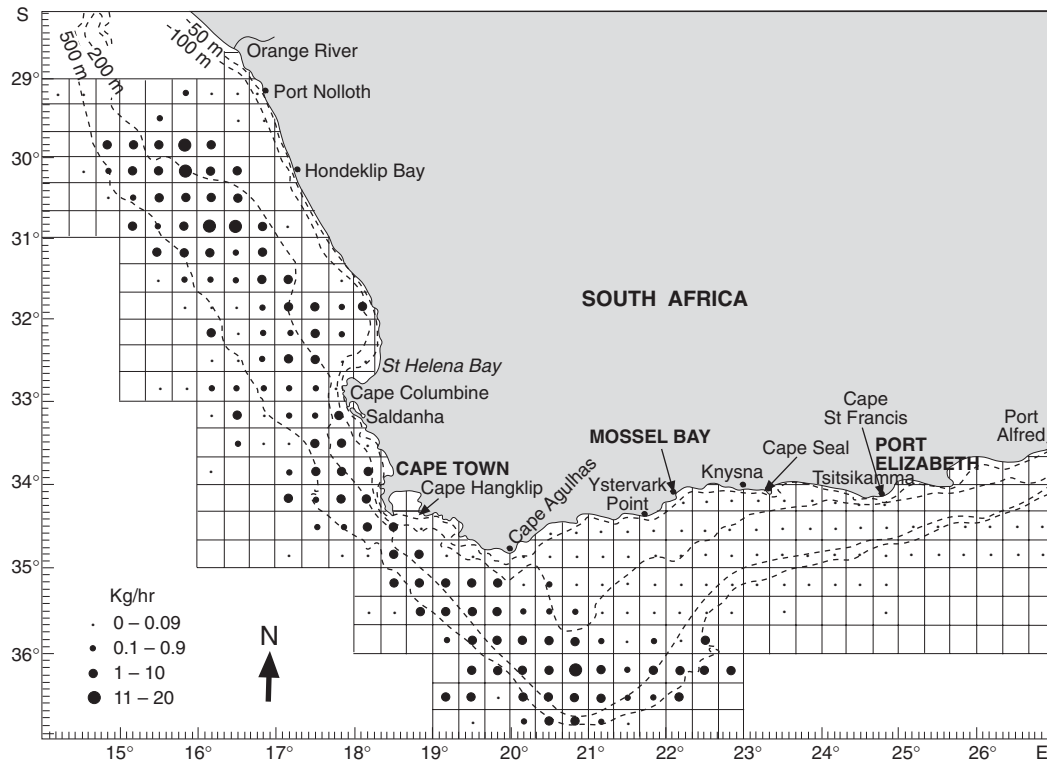 S
50 m
100 m
200 m
500 m
Orange River
29°
Port Nolloth
30°
Hondeklip Bay
31°
SOUTH AFRICA
32°
St Helena Bay
33°
Cape Columbine
Saldanha
Cape
St Francis
Port
Alfred
MOSSEL BAY
Cape Seal
PORT
ELIZABETH
34°
CAPE TOWN
Knysna
Tsitsikamma
Cape Hangklip
Cape Agulhas
Ystervark
Point
35°
Kg/hr
0 – 0.09
0.1 – 0.9
1 – 10
11 – 20
N
36°
15°
16°
17°
18°
19°
20°
21°
22°
23°
24°
25°
26°
E